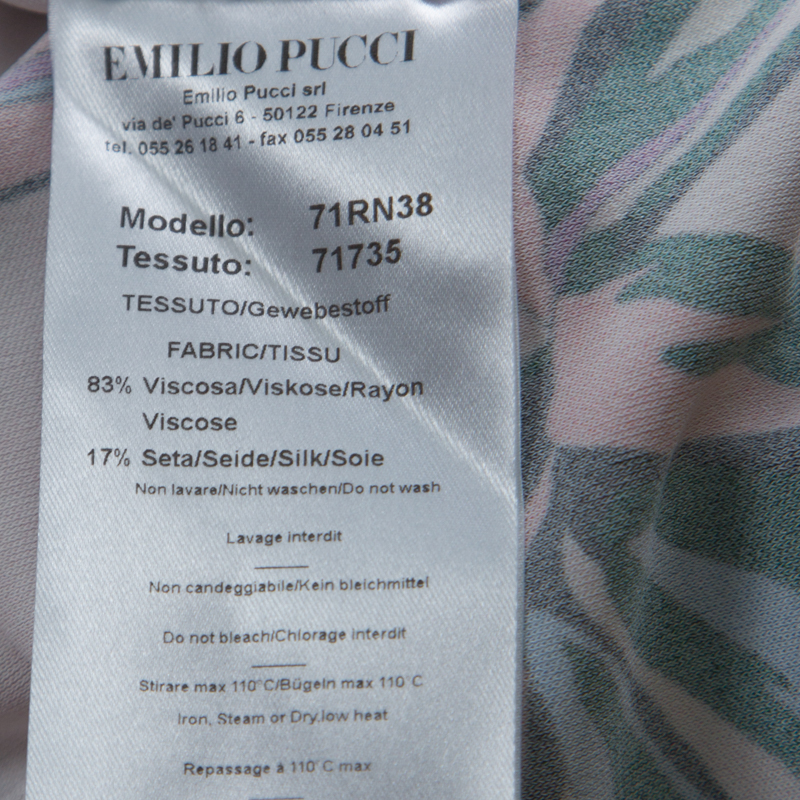 EMILIO PUCCI
Emilio Pucci srl
via de' Pucci 6 - 50122 Firenze
tel. 055 26 18 41 - fax 055 28 04 51
Modello: 71RN38
Tessuto: 71735
TESSUTO/Gewebestoff
FABRIC/TISSU
83% Viscosa/Viskose/Rayon
Viscose
17% Seta/Seide/Silk/Soie
Non lavare/Nicht waschen/Do not wash
Lavage interdit
Non candeggiabile/Kein bleichmittel
Do not bleach/Chlorage interdit
Stirare max 110°C/Bügeln max 110°C
Iron, Steam or Dry,low heat
Repassage à 110°C max